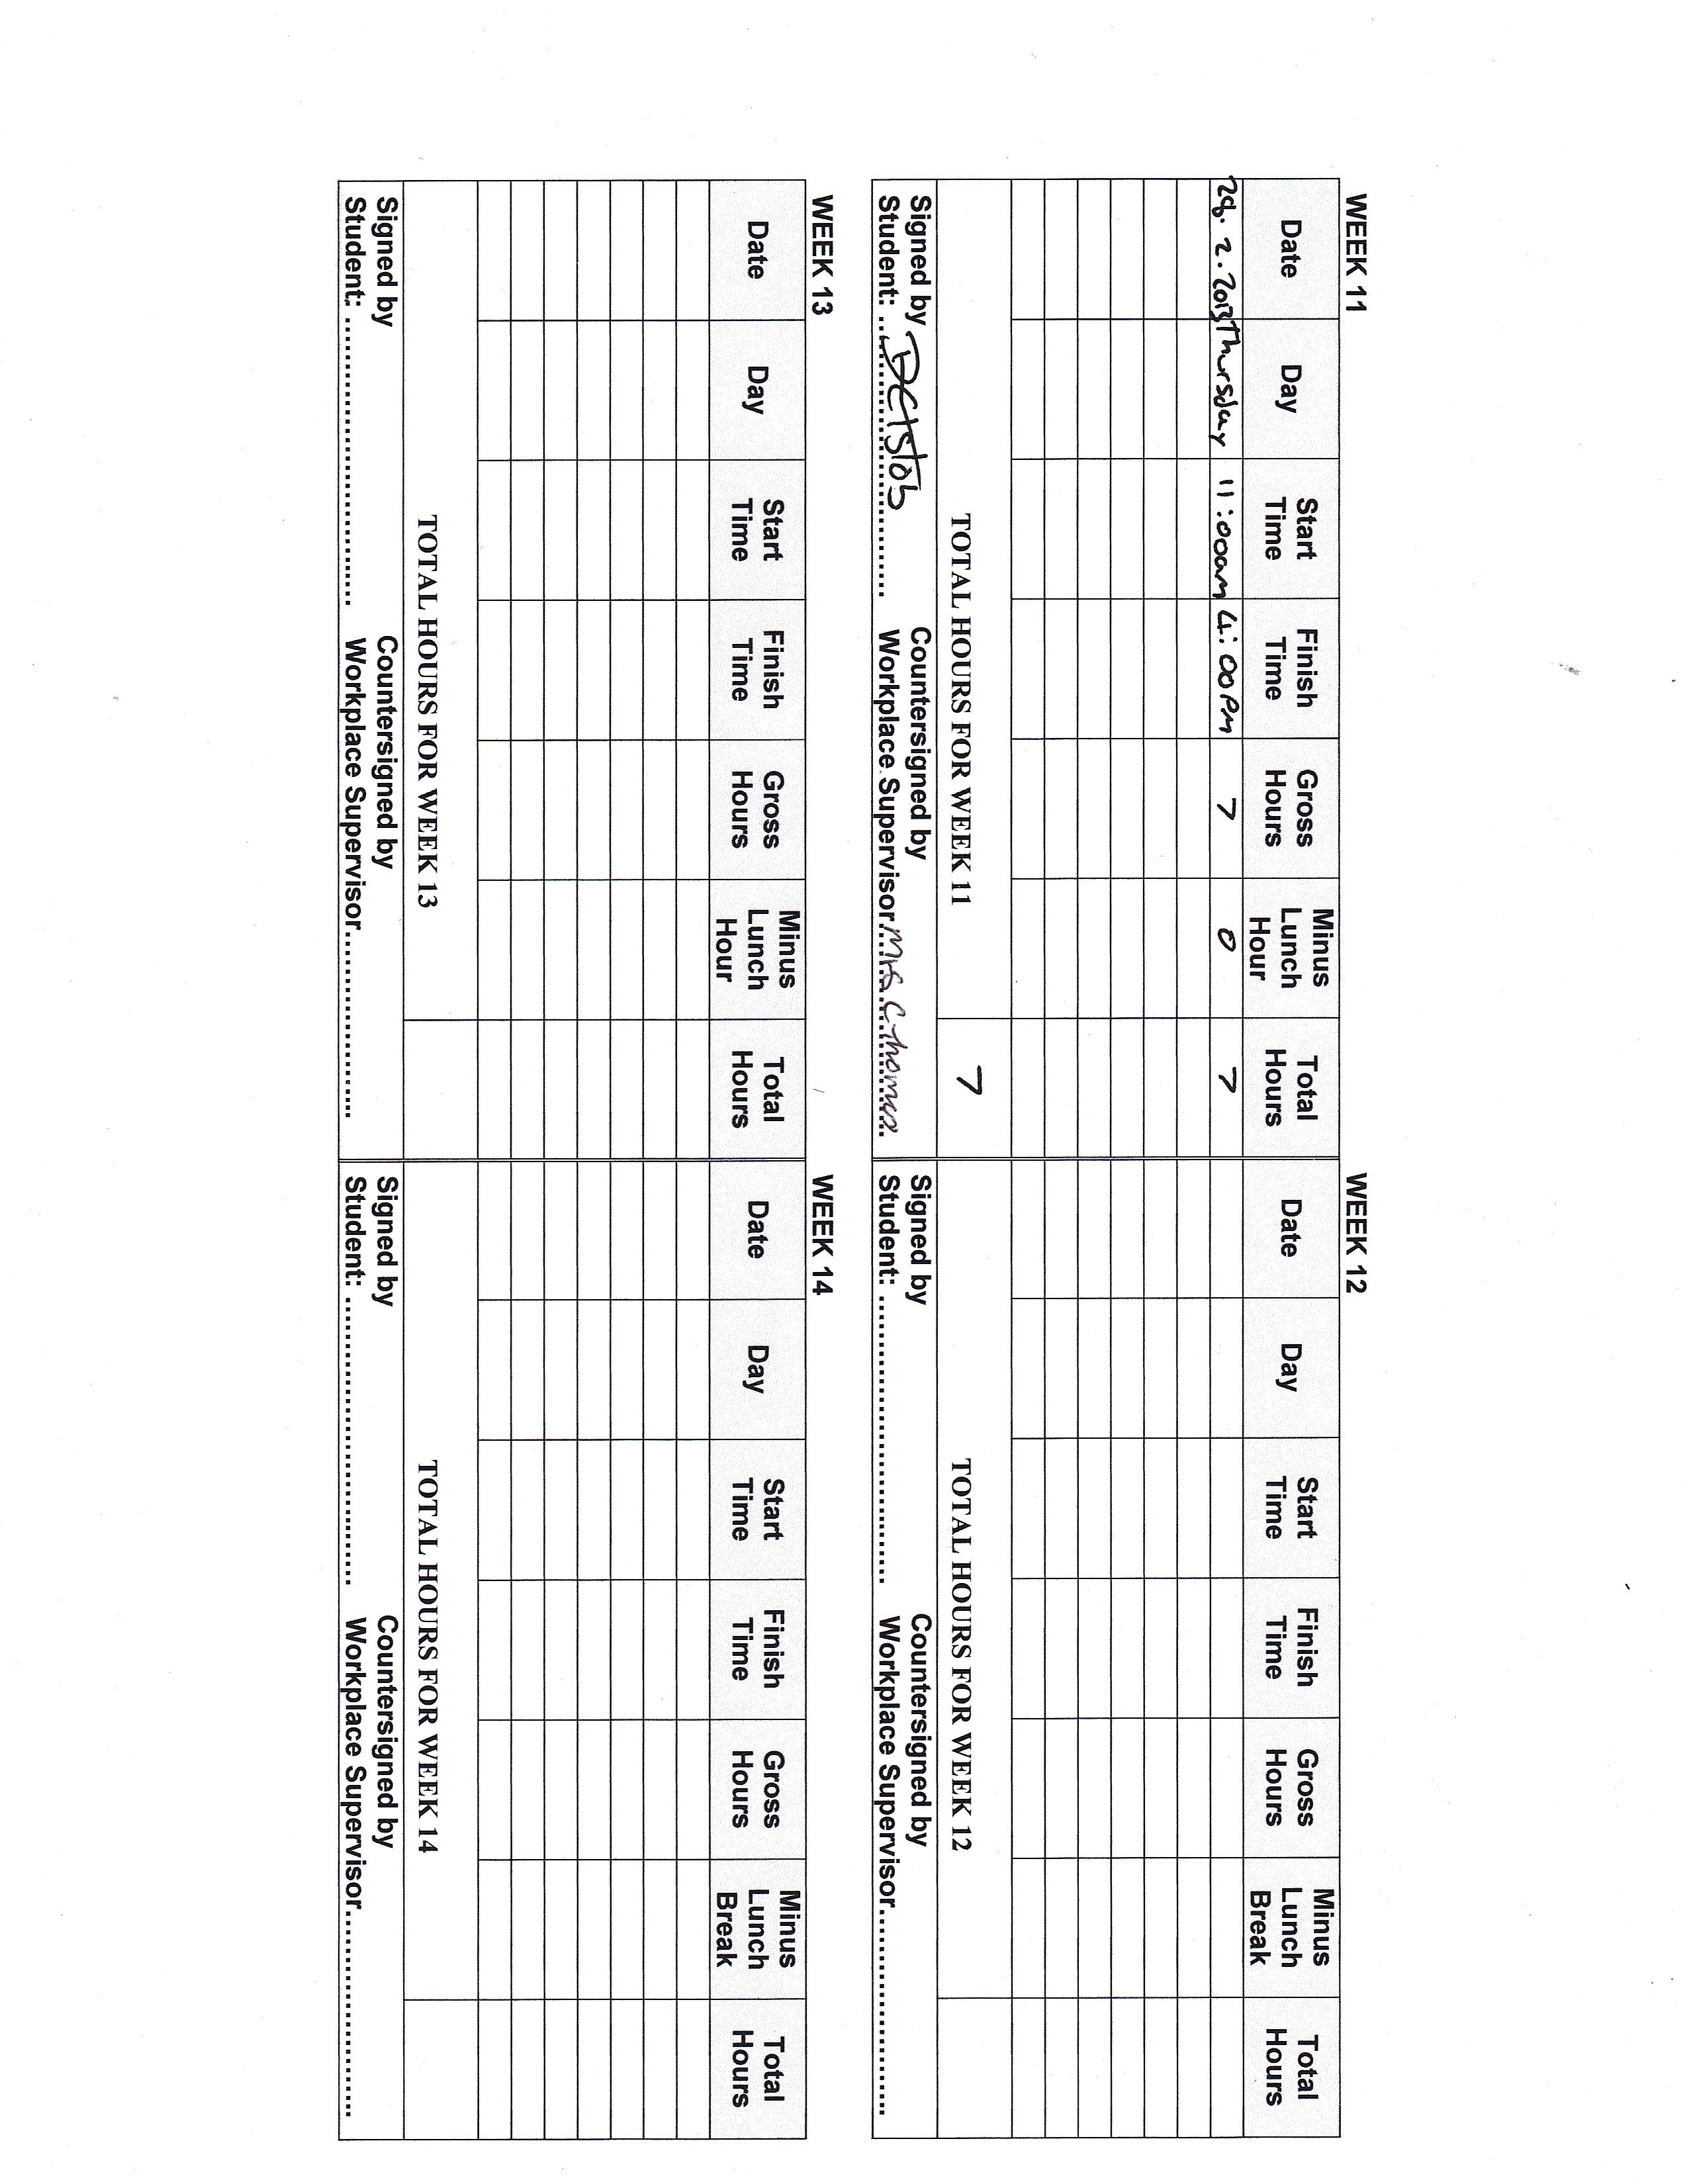 WEEK 11
Date Day Start Time Finish Time Gross Hours Minus Lunch Hour Total Hours
28.2.2013 Thursday 11:00am 4:00PM 7 0 7
TOTAL HOURS FOR WEEK 11 7
Signed by Countersigned by
Student: .............................. Workplace Supervisor Mrs C Thomas
WEEK 12
Date Day Start Time Finish Time Gross Hours Minus Lunch Break Total Hours
TOTAL HOURS FOR WEEK 12
Signed by Countersigned by
Student: .............................. Workplace Supervisor......................
WEEK 13
Date Day Start Time Finish Time Gross Hours Minus Lunch Hour Total Hours
TOTAL HOURS FOR WEEK 13
Signed by Countersigned by
Student: .............................. Workplace Supervisor....................
WEEK 14
Date Day Start Time Finish Time Gross Hours Minus Lunch Break Total Hours
TOTAL HOURS FOR WEEK 14
Signed by Countersigned by
Student: .............................. Workplace Supervisor......................